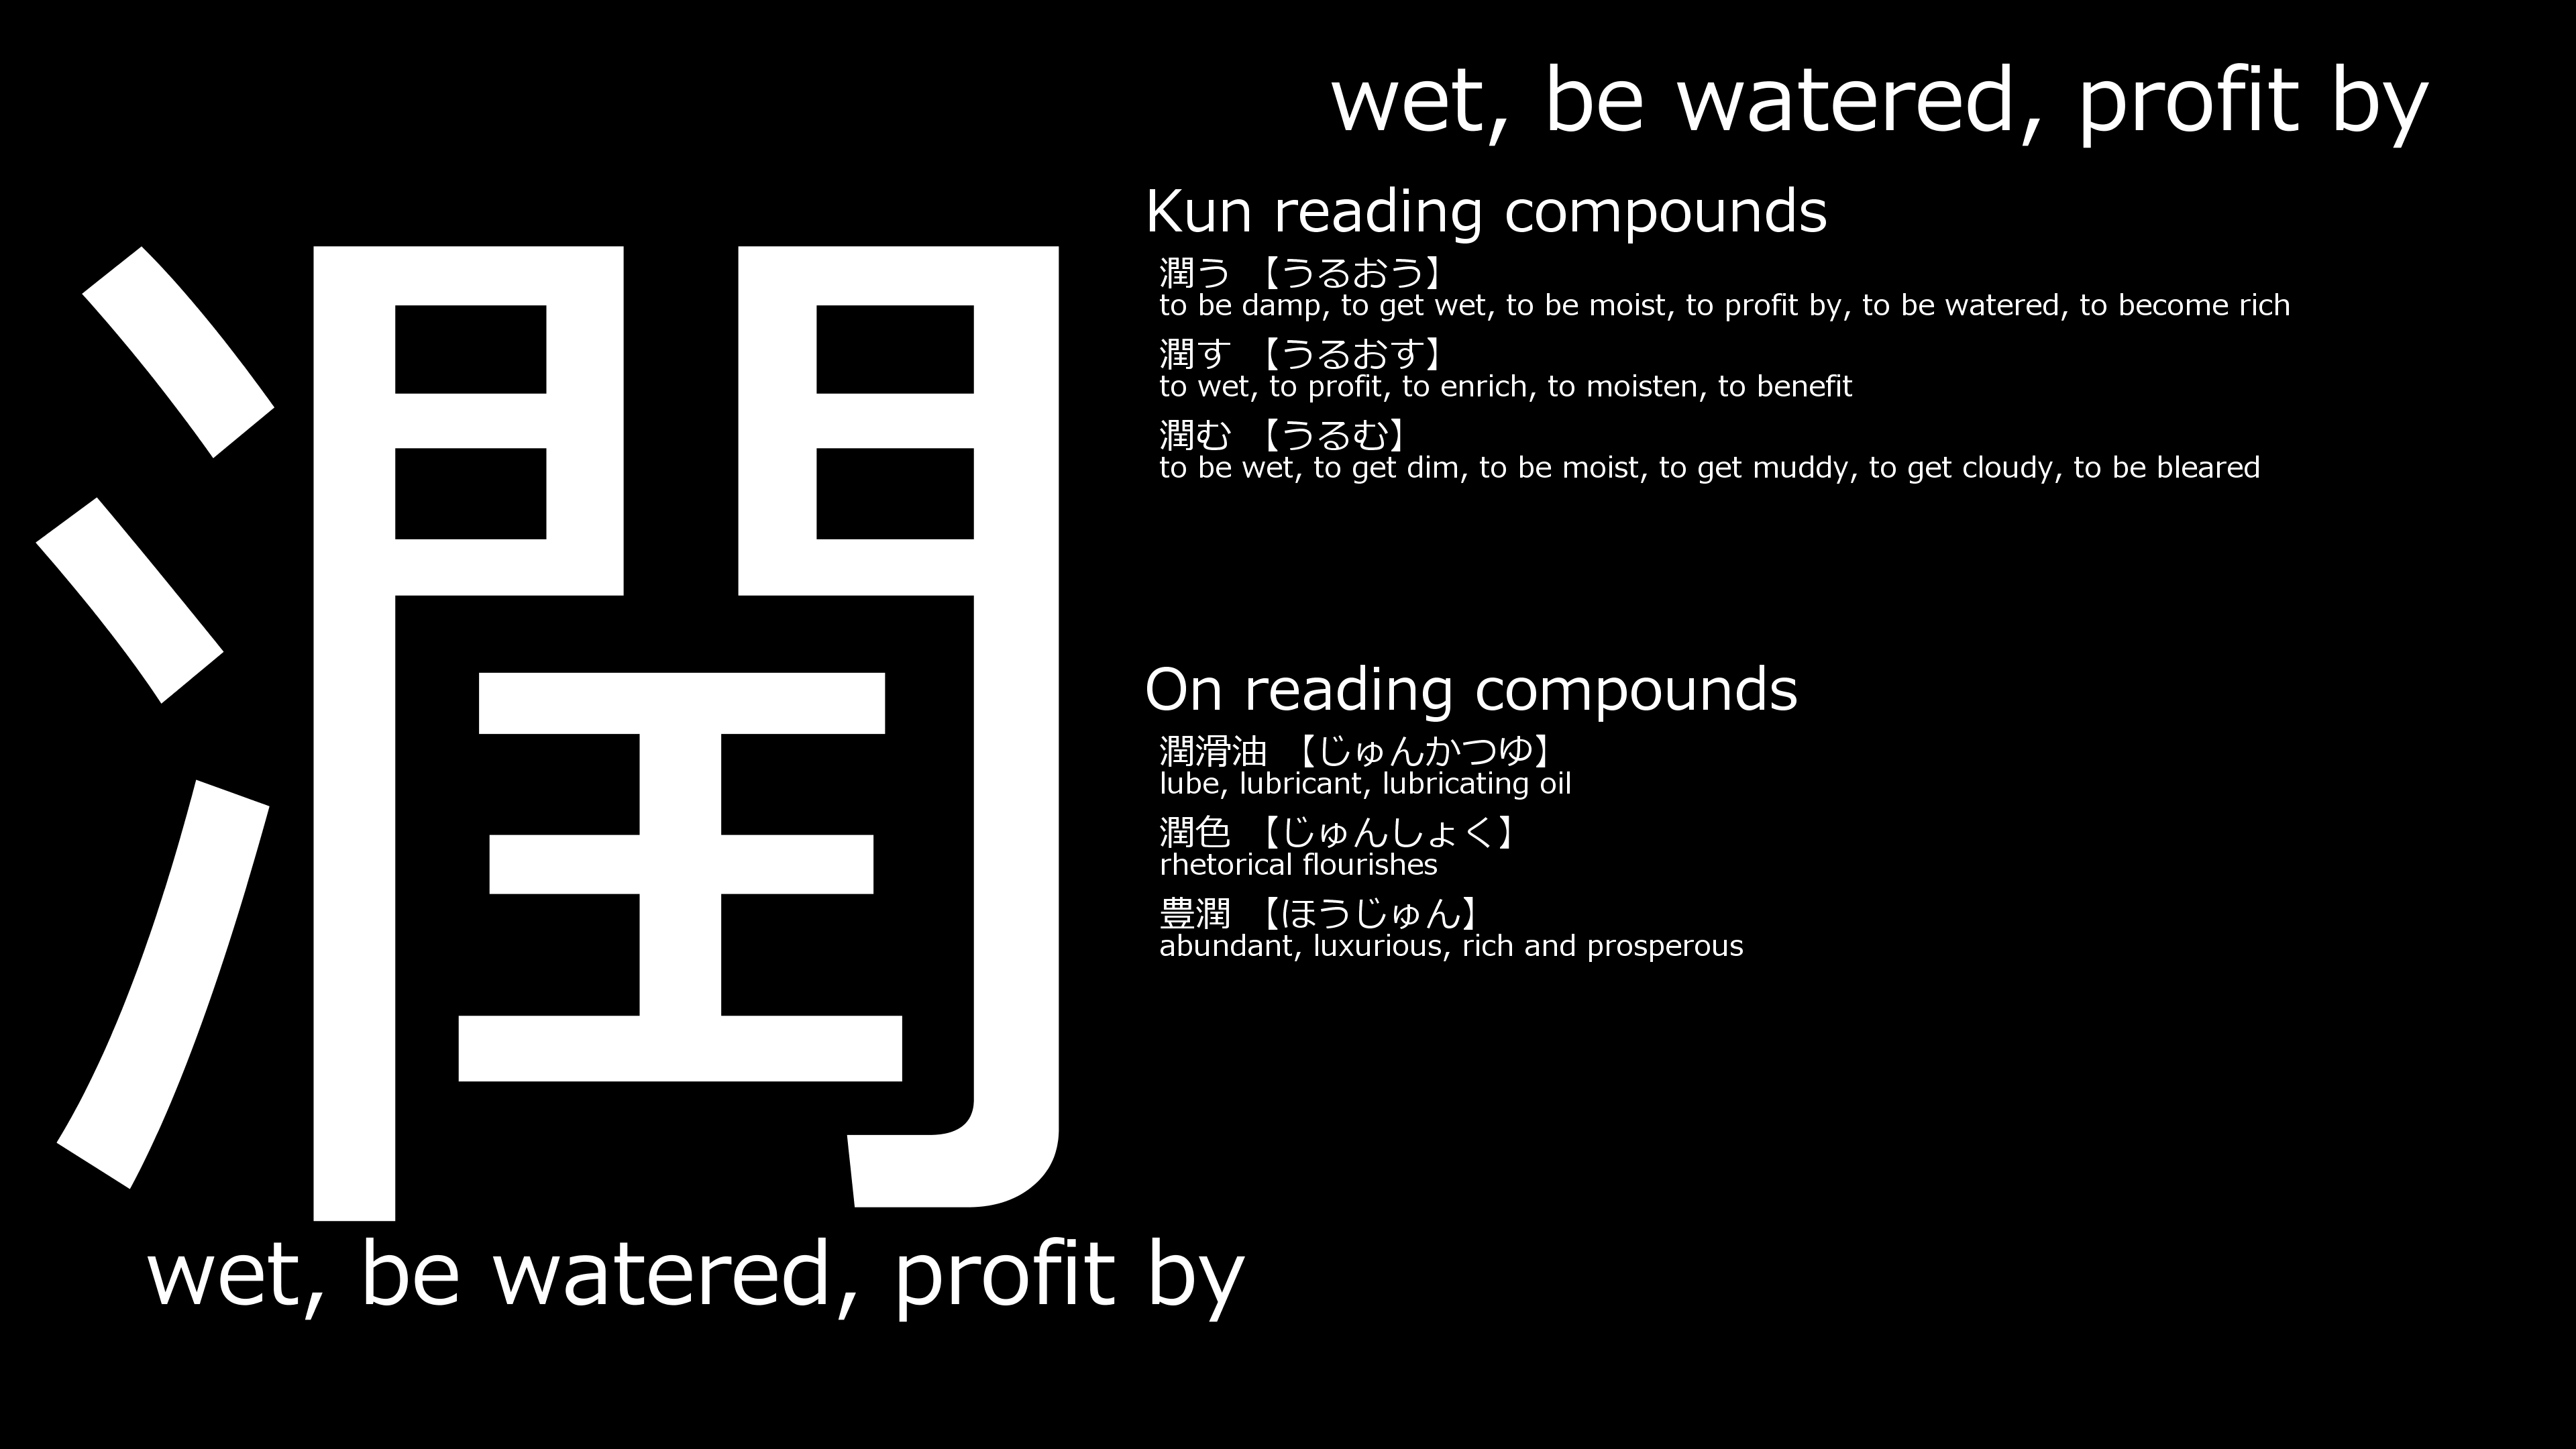 潤
wet, be watered, profit by
wet, be watered, profit by
Kun reading compounds
潤う 【うるおう】
to be damp, to get wet, to be moist, to profit by, to be watered, to become rich
潤す 【うるおす】
to wet, to profit, to enrich, to moisten, to benefit
潤む 【うるむ】
to be wet, to get dim, to be moist, to get muddy, to get cloudy, to be bleared
On reading compounds
潤滑油 【じゅんかつゆ】
lube, lubricant, lubricating oil
潤色 【じゅんしょく】
rhetorical flourishes
豊潤 【ほうじゅん】
abundant, luxurious, rich and prosperous